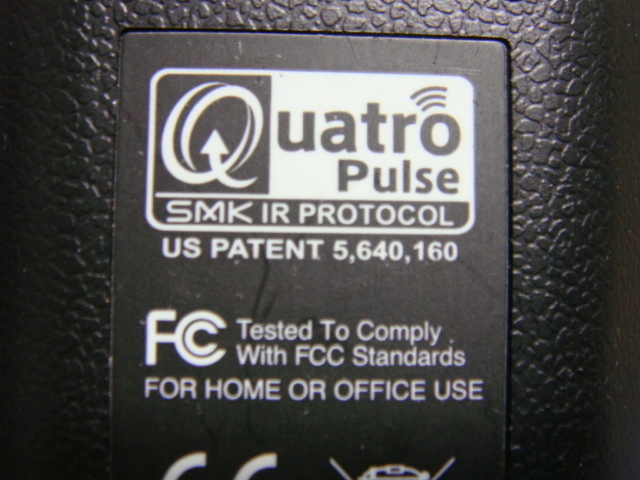 Quatro
Pulse
SMK IR PROTOCOL
US PATENT 5,640,160
FC Tested To Comply
With FCC Standards
FOR HOME OR OFFICE USE
CE